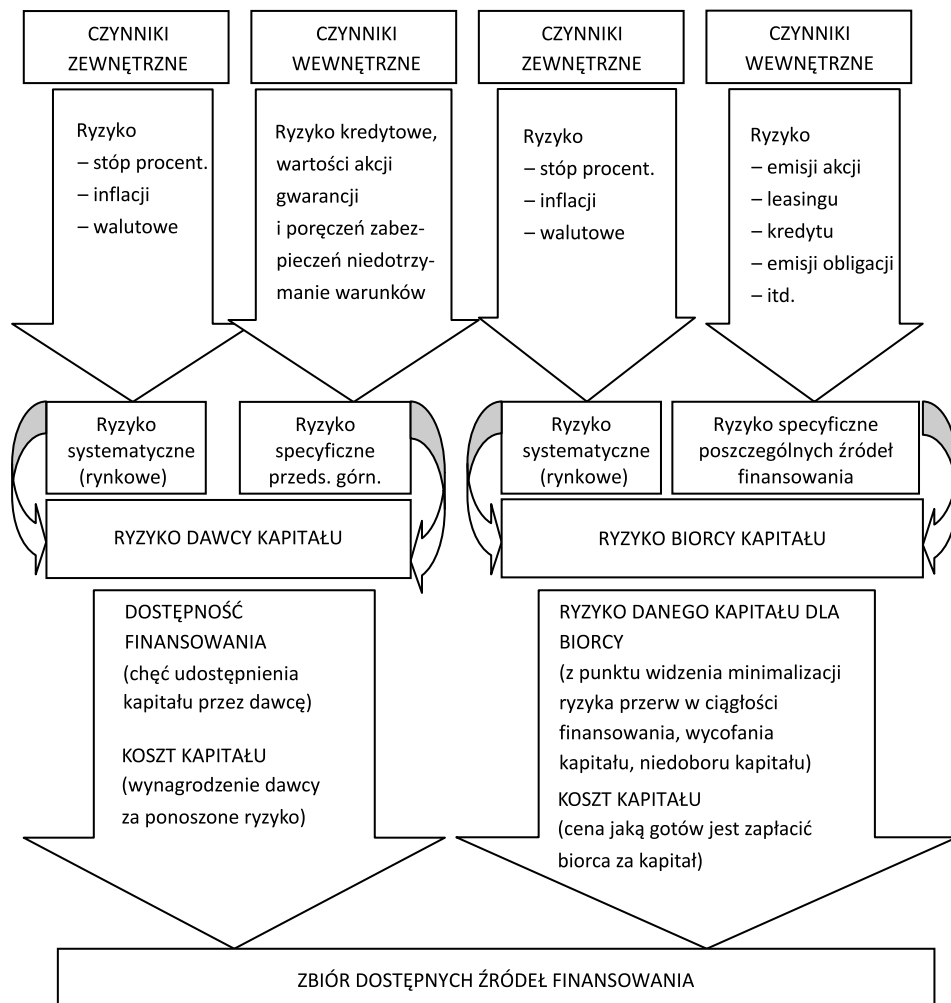 CZYNNIKI
ZEWNĘTRZNE
CZYNNIKI
WEWNĘTRZNE
CZYNNIKI
ZEWNĘTRZNE
CZYNNIKI
WEWNĘTRZNE
Ryzyko
– stóp procent.
– inflacji
– walutowe
Ryzyko kredytowe,
wartości akcji
gwarancji
i poręczeń zabez-
pieczeń niedotrzy-
manie warunków
Ryzyko
– stóp procent.
– inflacji
– walutowe
Ryzyko
– emisji akcji
– leasingu
– kredytu
– emisji obligacji
– itd.
Ryzyko
systematyczne
(rynkowe)
Ryzyko
specyficzne
przeds. górn.
Ryzyko
systematyczne
(rynkowe)
Ryzyko specyficzne
poszczególnych źródeł
finansowania
RYZYKO DAWCY KAPITAŁU
RYZYKO BIORCY KAPITAŁU
DOSTĘPNOŚĆ
FINANSOWANIA
(chęć udostępnienia
kapitału przez dawcę)
KOSZT KAPITAŁU
(wynagrodzenie dawcy
za ponoszone ryzyko)
RYZYKO DANEGO KAPITAŁU DLA
BIORCY
(z punktu widzenia minimalizacji
ryzyka przerw w ciągłości
finansowania, wycofania
kapitału, niedoboru kapitału)
KOSZT KAPITAŁU
(cena jaką gotów jest zapłacić
biorca za kapitał)
ZBIÓR DOSTĘPNYCH ŹRÓDEŁ FINANSOWANIA